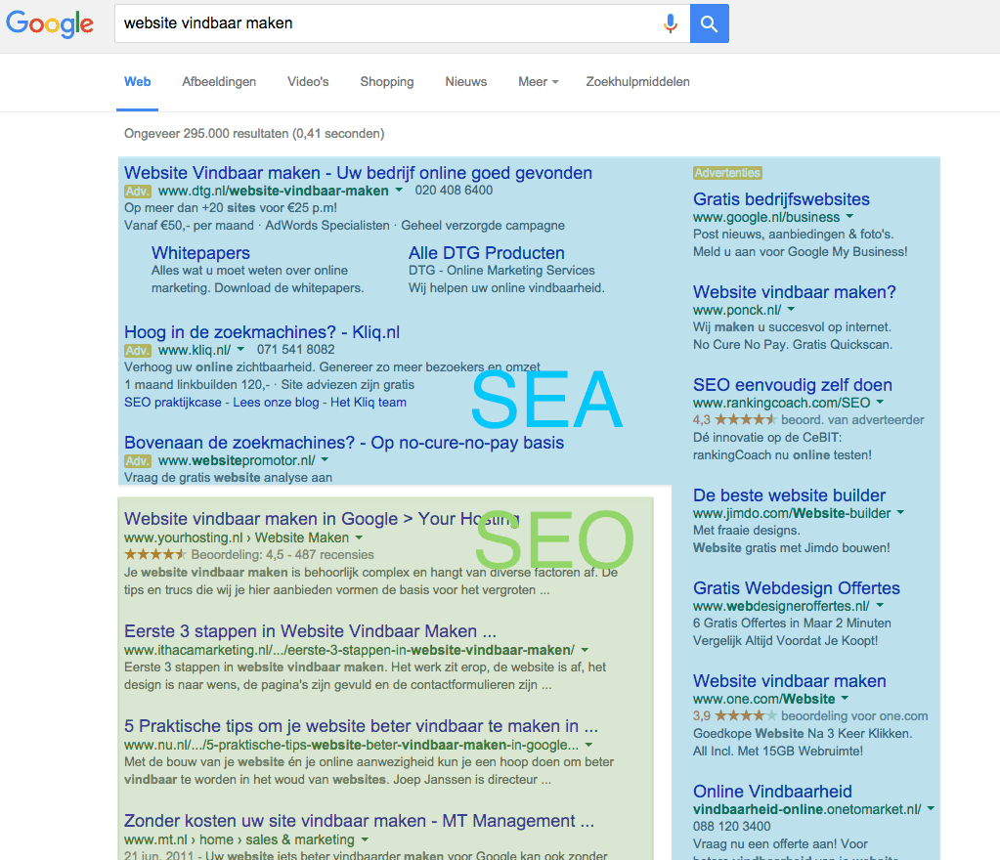 Google
website vindbaar maken
Web Afbeeldingen Video's Shopping Nieuws Meer Zoekhulpmiddelen
Ongeveer 295.000 resultaten (0,41 seconden)
Website Vindbaar maken - Uw bedrijf online goed gevonden
Adv. www.dtg.nl/website-vindbaar-maken 020 408 6400
Op meer dan +20 sites voor €25 p.m!
Vanaf €50,- per maand · AdWords Specialisten · Geheel verzorgde campagne
Whitepapers
Alles wat u moet weten over online
marketing. Download de whitepapers.
Alle DTG Producten
DTG - Online Marketing Services
Wij helpen uw online vindbaarheid.
Hoog in de zoekmachines? - Kliq.nl
Adv. www.kliq.nl/ 071 541 8082
Verhoog uw online zichtbaarheid. Genereer zo meer bezoekers en omzet
1 maand linkbuilden 120,- · Site adviezen zijn gratis
SEO praktijkcase - Lees onze blog - Het Kliq team
SEA
Bovenaan de zoekmachines? - Op no-cure-no-pay basis
Adv. www.websitepromotor.nl/
Vraag de gratis website analyse aan
Website vindbaar maken in Google > Your Hosting
www.yourhosting.nl › Website Maken
Beoordeling: 4,5 - 487 recensies
Je website vindbaar maken is behoorlijk complex en hangt van diverse factoren af. De
tips en trucs die wij je hier aanbieden vormen de basis voor het vergroten ...
SEO
Eerste 3 stappen in Website Vindbaar Maken ...
www.ithacamarketing.nl/.../eerste-3-stappen-in-website-vindbaar-maken/
Eerste 3 stappen in website vindbaar maken. Het werk zit erop, de website is af, het
design is naar wens, de pagina's zijn gevuld en de contactformulieren zijn ...
5 Praktische tips om je website beter vindbaar te maken in ...
www.nu.nl/.../5-praktische-tips-website-beter-vindbaar-maken-in-google...
Met de bouw van je website én je online aanwezigheid kun je een hoop doen om beter
vindbaar te worden in het woud van websites. Joep Janssen is directeur ...
Zonder kosten uw site vindbaar maken - MT Management ...
www.mt.nl › home › sales & marketing
21 jun. 2011 - Uw website iets beter vindbaarder maken voor Google kan ook zonder
Advertenties
Gratis bedrijfswebsites
www.google.nl/business
Post nieuws, aanbiedingen & foto's.
Meld u aan voor Google My Business!
Website vindbaar maken?
www.ponck.nl/
Wij maken u succesvol op internet.
No Cure No Pay. Gratis Quickscan.
SEO eenvoudig zelf doen
www.rankingcoach.com/SEO
4,3 beoord. van adverteerder
Dé innovatie op de CeBIT:
rankingCoach nu online testen!
De beste website builder
www.jimdo.com/Website-builder
Met fraaie designs.
Website gratis met Jimdo bouwen!
Gratis Webdesign Offertes
www.webdesigneroffertes.nl/
6 Gratis Offertes in Maar 2 Minuten
Vergelijk Altijd Voordat Je Koopt!
Website vindbaar maken
www.one.com/Website
3,9 beoordeling voor one.com
Goedkope Website Na 3 Keer Klikken.
All Incl. Met 15GB Webruimte!
Online Vindbaarheid
vindbaarheid-online.onetomarket.nl/
088 120 3400
Vraag nu een offerte aan! Voor
betere vindbaarheid van je website